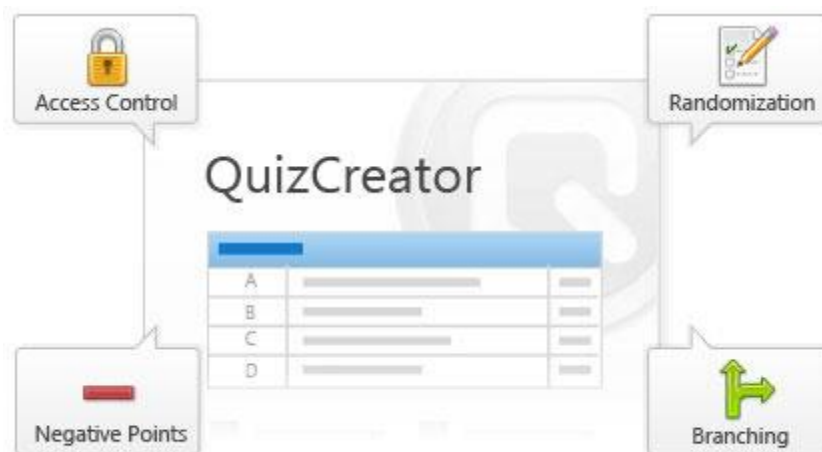 Access Control
Randomization
QuizCreator
A
B
C
D
Negative Points
Branching